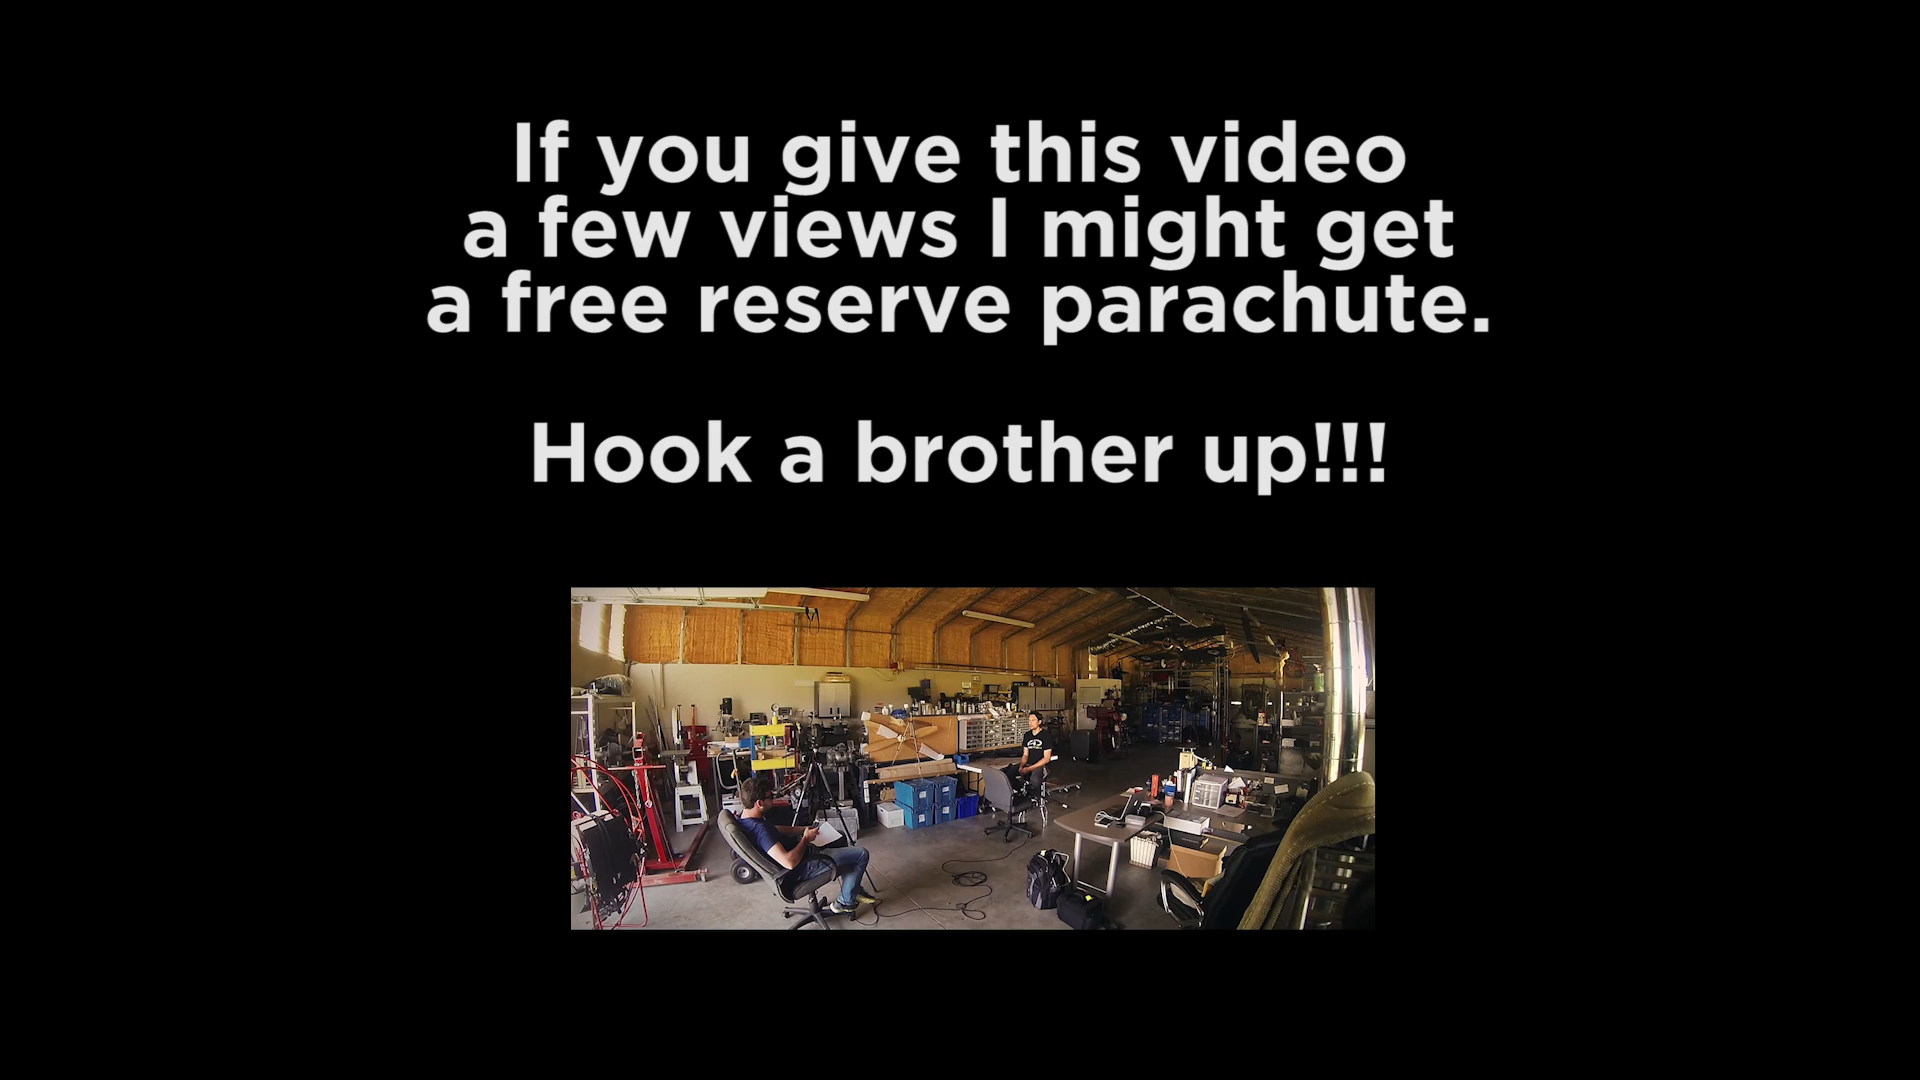 If you give this video
a few views I might get
a free reserve parachute.
Hook a brother up!!!